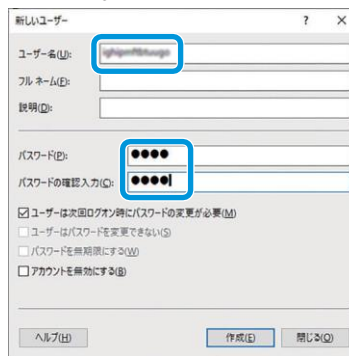 新しいユーザー ? ×
ユーザー名(U):
フル ネーム(F):
説明(D):
パスワード(P): ●●●●
パスワードの確認入力(C): ●●●●
ユーザーは次回ログオン時にパスワードの変更が必要(M)
ユーザーはパスワードを変更できない(S)
パスワードを無期限にする(W)
アカウントを無効にする(B)
ヘルプ(H) 作成(E) 閉じる(O)